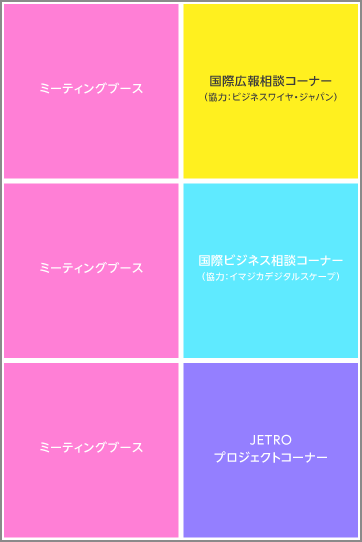 ミーティングブース
国際広報相談コーナー
(協力:ビジネスワイヤ・ジャパン)
ミーティングブース
国際ビジネス相談コーナー
(協力:イマジカデジタルスケープ)
ミーティングブース
JETRO
プロジェクトコーナー